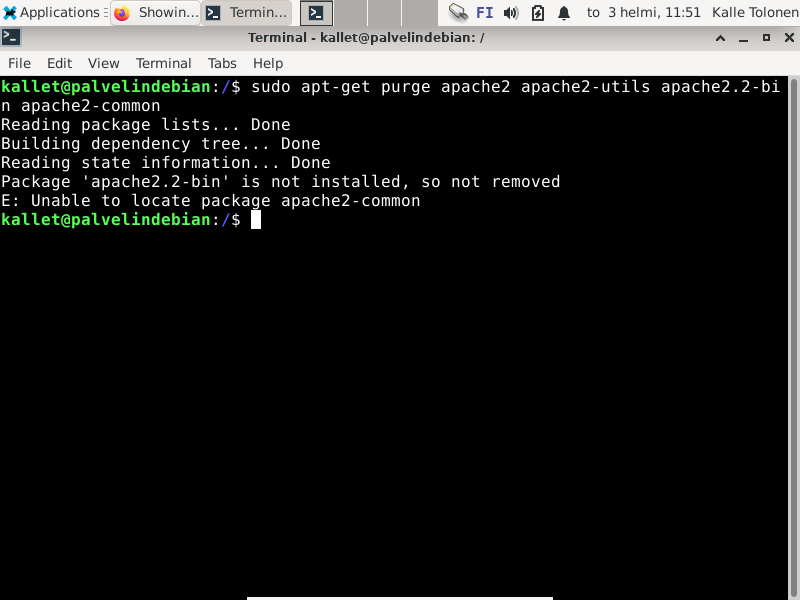 Applications Showin... Termin... FI to 3 helmi, 11:51 Kalle Tolonen
Terminal - kallet@palvelindebian: /
File Edit View Terminal Tabs Help
kallet@palvelindebian:/$ sudo apt-get purge apache2 apache2-utils apache2.2-bi
n apache2-common
Reading package lists... Done
Building dependency tree... Done
Reading state information... Done
Package 'apache2.2-bin' is not installed, so not removed
E: Unable to locate package apache2-common
kallet@palvelindebian:/$